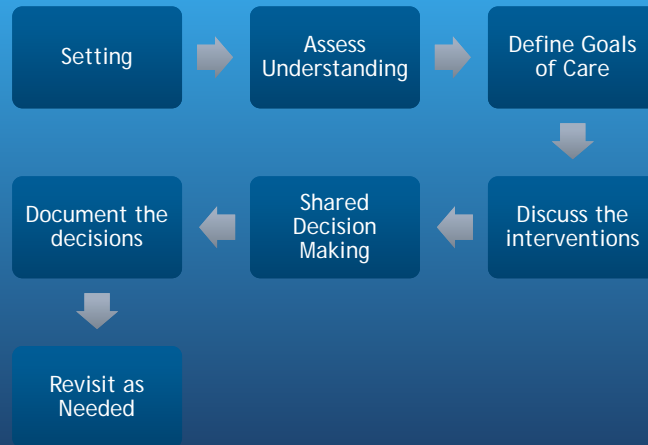 Setting
Assess
Understanding
Define Goals
of Care
Discuss the
interventions
Shared
Decision
Making
Document the
decisions
Revisit as
Needed